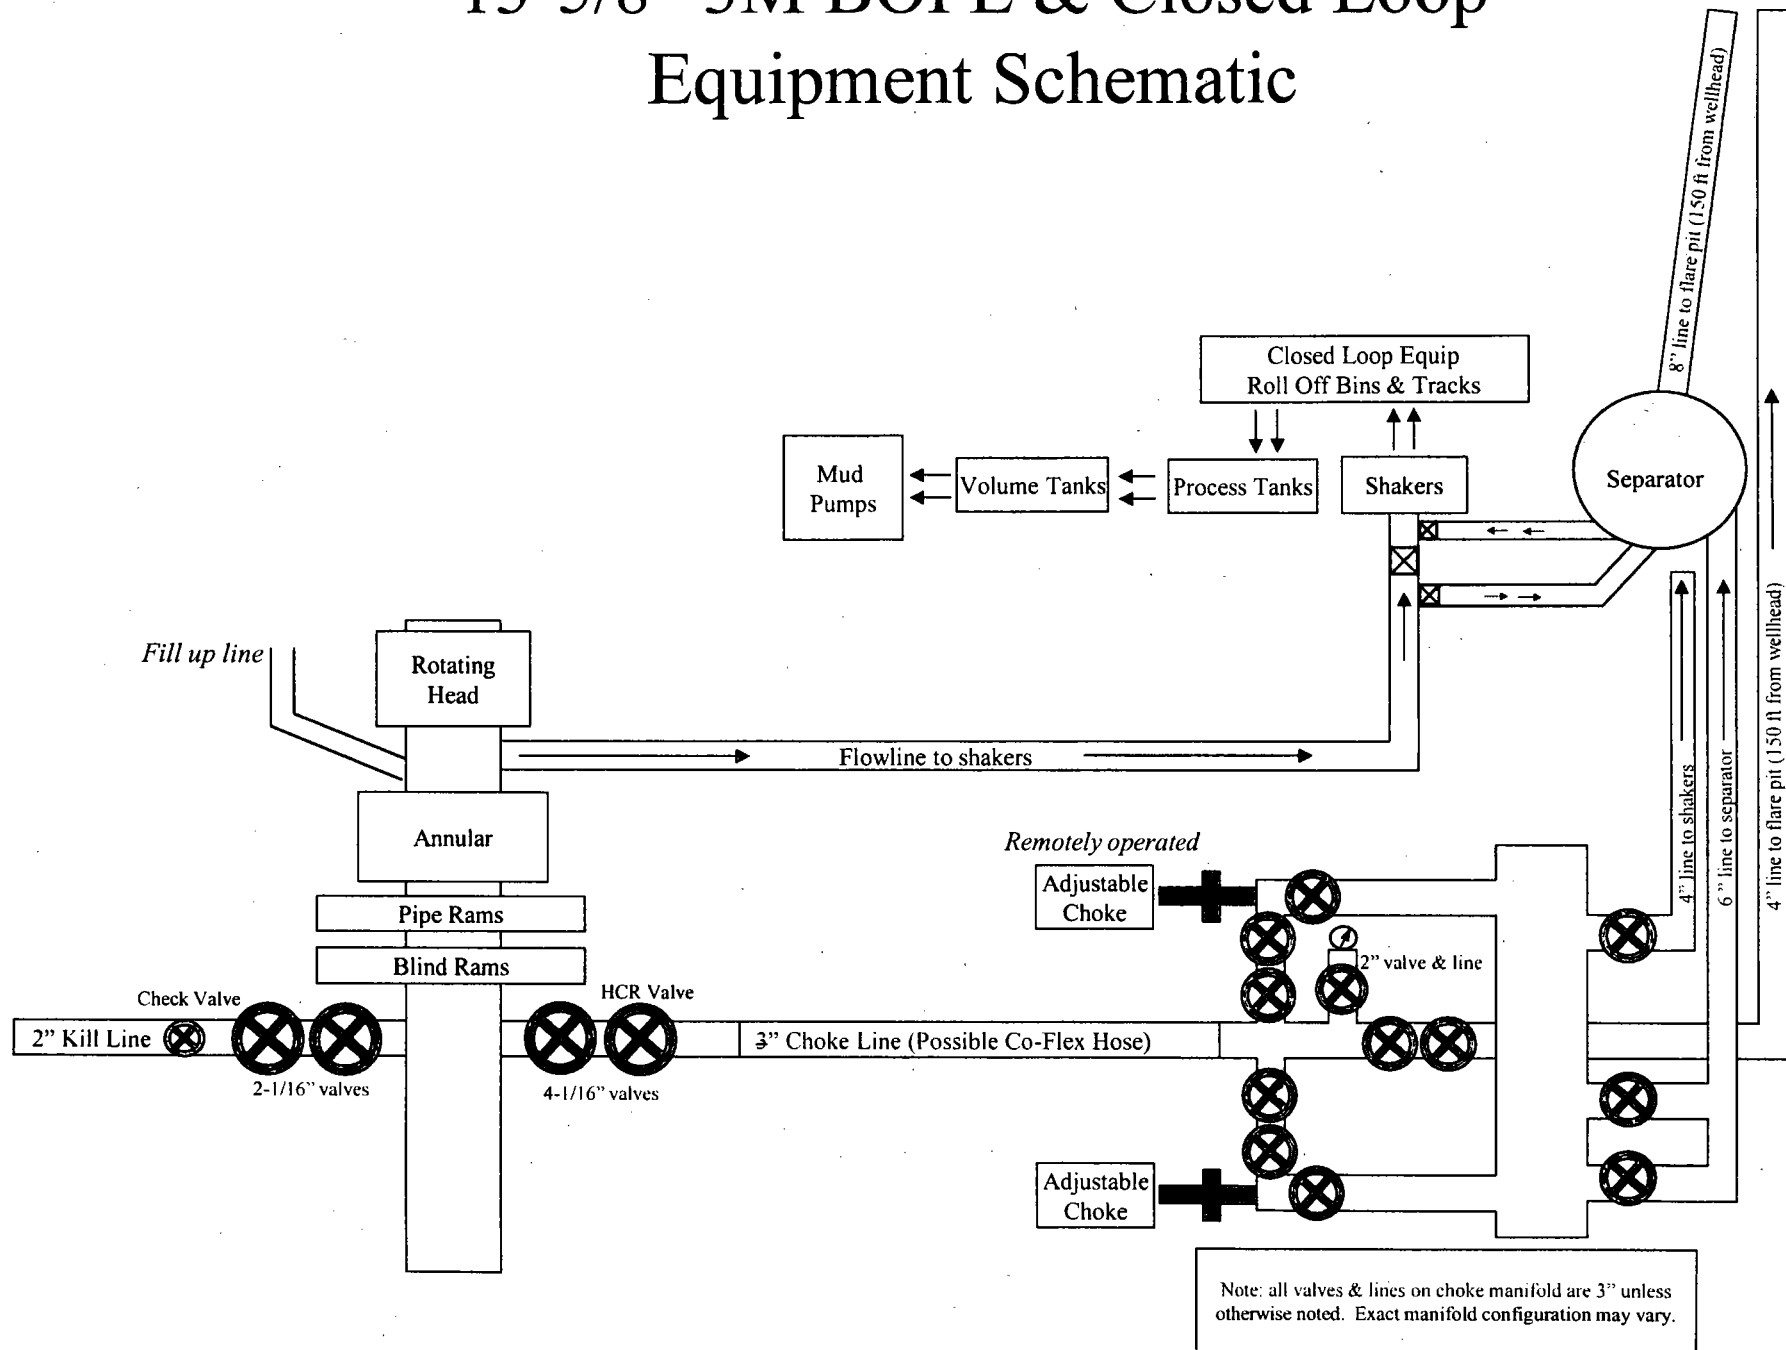 Equipment Schematic
8” line to flare pit (150 ft from wellhead)
Closed Loop Equip
Roll Off Bins & Tracks
Mud
Pumps
Volume Tanks
Process Tanks
Shakers
Separator
Fill up line
Rotating
Head
Flowline to shakers
Annular
Pipe Rams
Blind Rams
Remotely operated
Adjustable
Choke
2” valve & line
4” line to shakers
6” line to separator
4” line to flare pit (150 ft from wellhead)
Check Valve
HCR Valve
2” Kill Line
3” Choke Line (Possible Co-Flex Hose)
2-1/16” valves
4-1/16” valves
Adjustable
Choke
Note: all valves & lines on choke manifold are 3” unless
otherwise noted. Exact manifold configuration may vary.